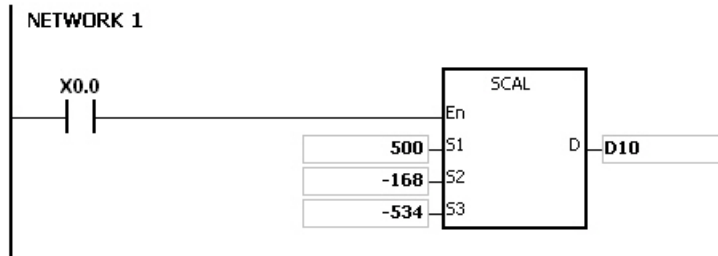 NETWORK 1
X0.0
SCAL
En
500 S1 D D10
-168 S2
-534 S3